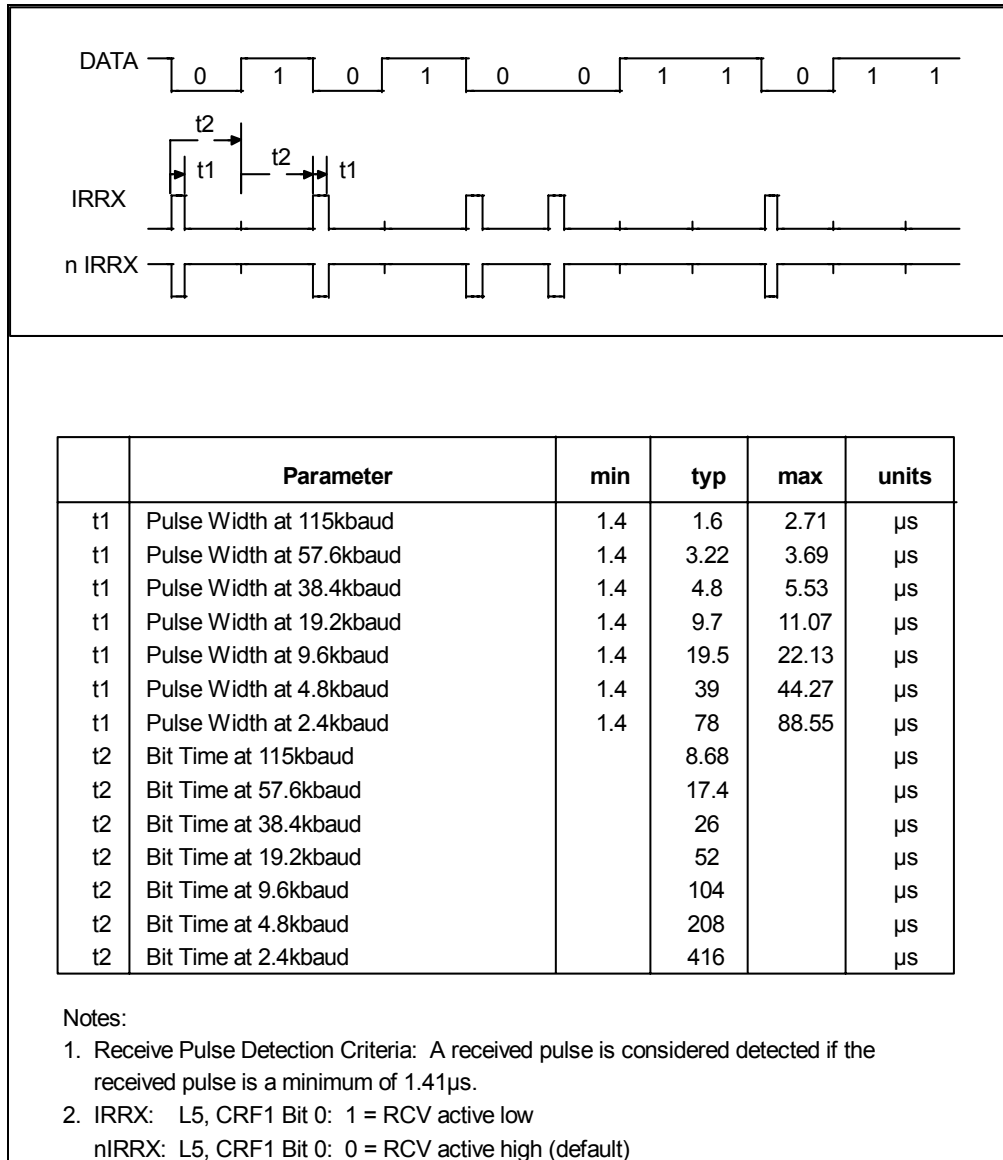 DATA 0 1 0 1 0 0 1 1 0 1 1
t2
t2
t1 t1
IRRX
n IRRX
Parameter min typ max units
t1 Pulse Width at 115kbaud 1.4 1.6 2.71 µs
t1 Pulse Width at 57.6kbaud 1.4 3.22 3.69 µs
t1 Pulse Width at 38.4kbaud 1.4 4.8 5.53 µs
t1 Pulse Width at 19.2kbaud 1.4 9.7 11.07 µs
t1 Pulse Width at 9.6kbaud 1.4 19.5 22.13 µs
t1 Pulse Width at 4.8kbaud 1.4 39 44.27 µs
t1 Pulse Width at 2.4kbaud 1.4 78 88.55 µs
t2 Bit Time at 115kbaud 8.68 µs
t2 Bit Time at 57.6kbaud 17.4 µs
t2 Bit Time at 38.4kbaud 26 µs
t2 Bit Time at 19.2kbaud 52 µs
t2 Bit Time at 9.6kbaud 104 µs
t2 Bit Time at 4.8kbaud 208 µs
t2 Bit Time at 2.4kbaud 416 µs
Notes:
1. Receive Pulse Detection Criteria: A received pulse is considered detected if the
received pulse is a minimum of 1.41µs.
2. IRRX: L5, CRF1 Bit 0: 1 = RCV active low
nIRRX: L5, CRF1 Bit 0: 0 = RCV active high (default)